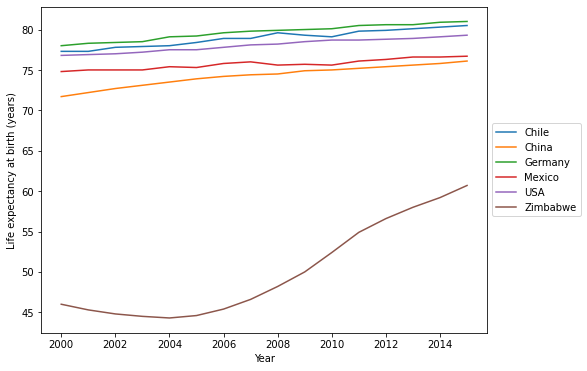 80
75
70
65
60
55
50
45
Life expectancy at birth (years)
2000 2002 2004 2006 2008 2010 2012 2014
Year
Chile
China
Germany
Mexico
USA
Zimbabwe